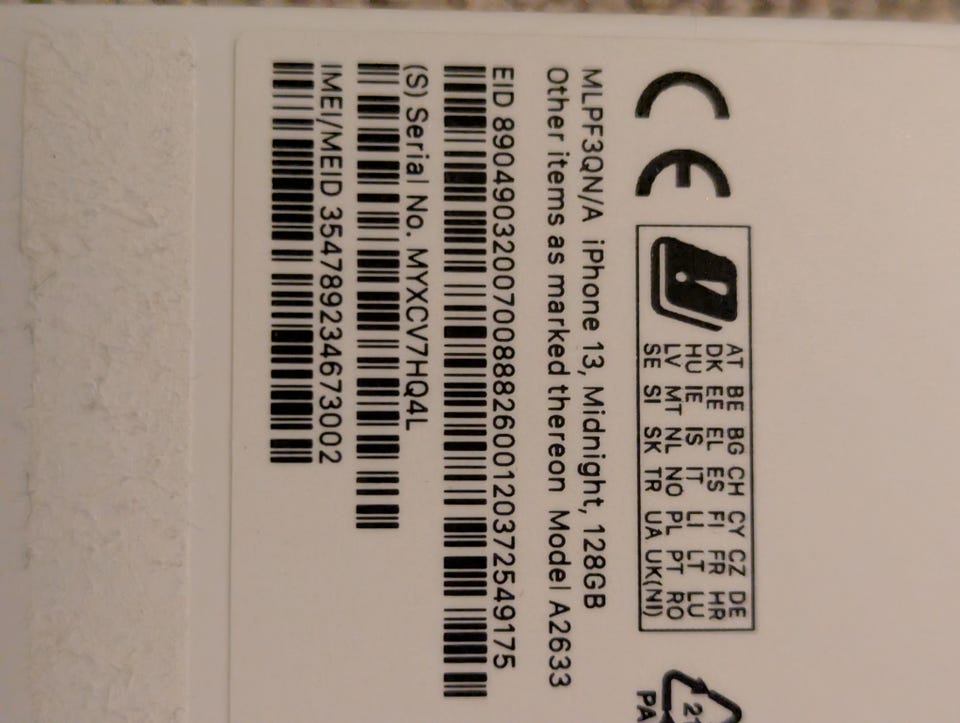 CE
AT BE BG CH CY CZ DE
DK EE EL ES FI FR HR
HU IE IS IT LI LT LU
LV MT NL NO PL PT RO
SE SI SK TR UA UK(NI)
21
PA
MLPF3QN/A iPhone 13, Midnight, 128GB
Other items as marked thereon Model A2633
EID 89049032007008882600120372549175
(S) Serial No. MYXCV7HQ4L
IMEI/MEID 354789234673002